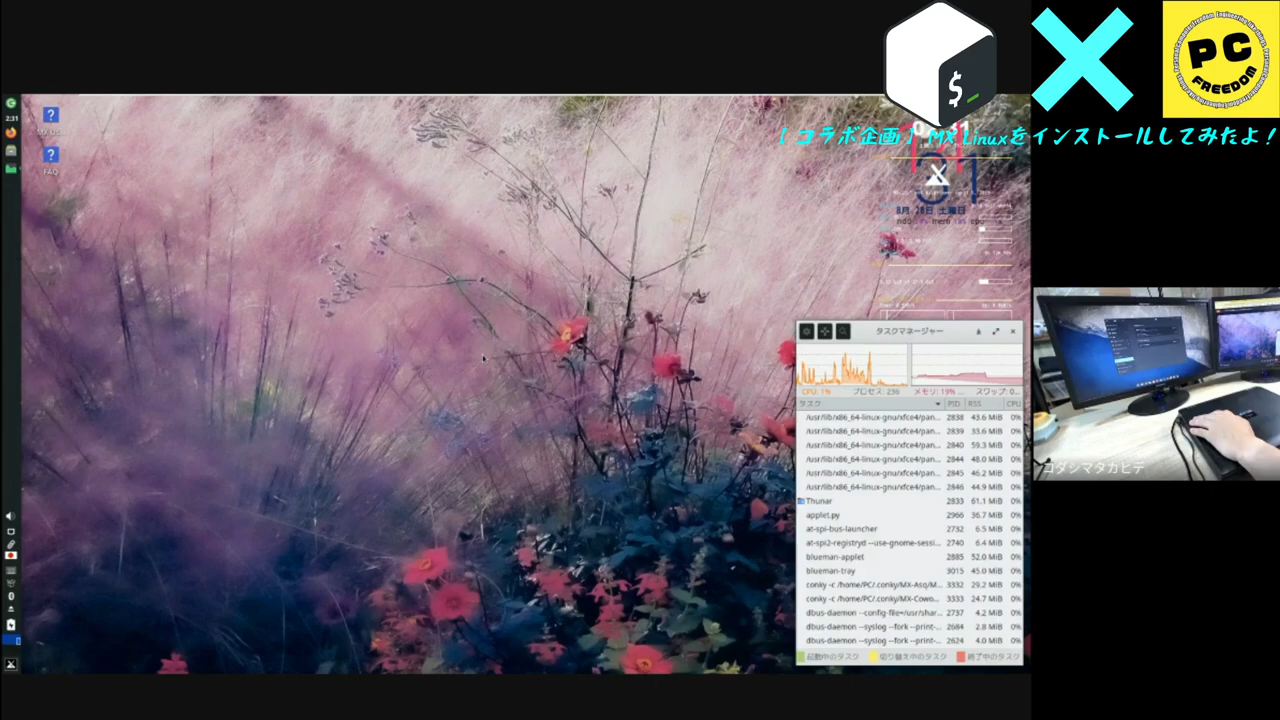 PC
FREEDOM
【コラボ企画】MX Linuxをインストールしてみたよ！
2:31
FAQ
31
8月 28日 土曜日
タスクマネージャー
CPU: 1%
プロセス: 236
メモリ: 19% ...
スワップ: 0...
タスク PID RSS CPU
/usr/lib/x86_64-linux-gnu/xfce4/pan... 2838 43.6 MiB 0%
/usr/lib/x86_64-linux-gnu/xfce4/pan... 2839 33.6 MiB 0%
/usr/lib/x86_64-linux-gnu/xfce4/pan... 2840 59.3 MiB 0%
/usr/lib/x86_64-linux-gnu/xfce4/pan... 2844 48.0 MiB 0%
/usr/lib/x86_64-linux-gnu/xfce4/pan... 2845 46.2 MiB 0%
/usr/lib/x86_64-linux-gnu/xfce4/pan... 2846 44.9 MiB 0%
Thunar 2833 61.1 MiB 0%
applet.py 2966 36.7 MiB 0%
at-spi-bus-launcher 2732 6.5 MiB 0%
at-spi2-registryd --use-gnome-sessi... 2740 6.4 MiB 0%
blueman-applet 2885 52.0 MiB 0%
blueman-tray 3015 45.0 MiB 0%
conky -c /home/PC/.conky/MX-Asq/M... 3332 29.2 MiB 0%
conky -c /home/PC/.conky/MX-Cowo... 3333 24.7 MiB 0%
dbus-daemon --config-file=/usr/shar... 2737 4.2 MiB 0%
dbus-daemon --syslog --fork --print-... 2684 2.8 MiB 0%
dbus-daemon --syslog --fork --print-... 2624 4.0 MiB 0%
起動中のタスク 切り替え中のタスク 終了中のタスク
コダシマタカヒデ